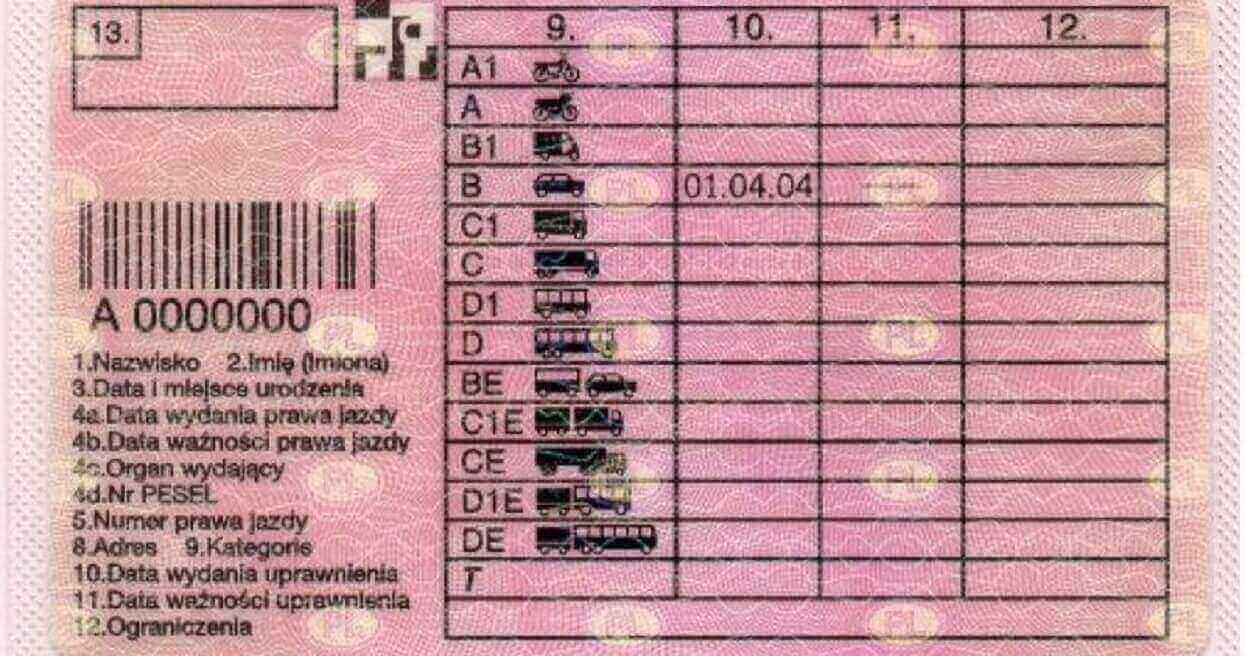 13.
A 0000000
1.Nazwisko 2.Imię (Imiona)
3.Data i miejsce urodzenia
4a.Data wydania prawa jazdy
4b.Data ważności prawa jazdy
4c.Organ wydający
4d.Nr PESEL
5.Numer prawa jazdy
8.Adres 9.Kategorie
10.Data wydania uprawnienia
11.Data ważności uprawnienia
12.Ograniczenia
9. 10. 11. 12.
A1
A
B1
B 01.04.04
C1
C
D1
D
BE
C1E
CE
D1E
DE
T